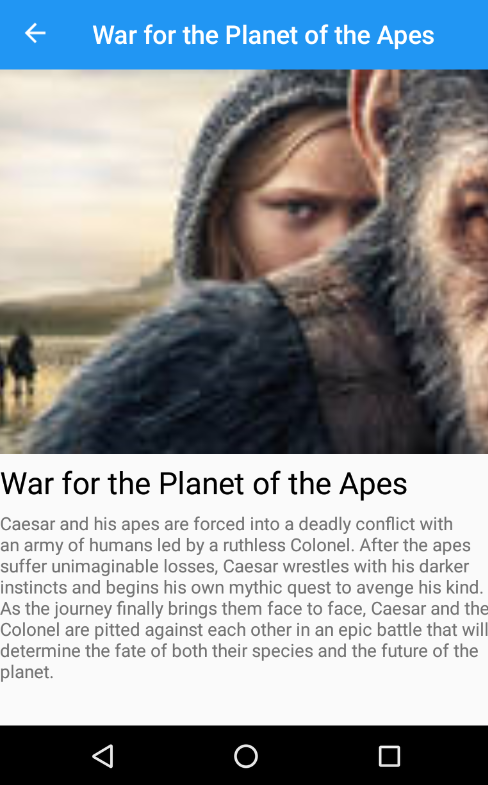 War for the Planet of the Apes
War for the Planet of the Apes
Caesar and his apes are forced into a deadly conflict with
an army of humans led by a ruthless Colonel. After the apes
suffer unimaginable losses, Caesar wrestles with his darker
instincts and begins his own mythic quest to avenge his kind.
As the journey finally brings them face to face, Caesar and the
Colonel are pitted against each other in an epic battle that will
determine the fate of both their species and the future of the
planet.